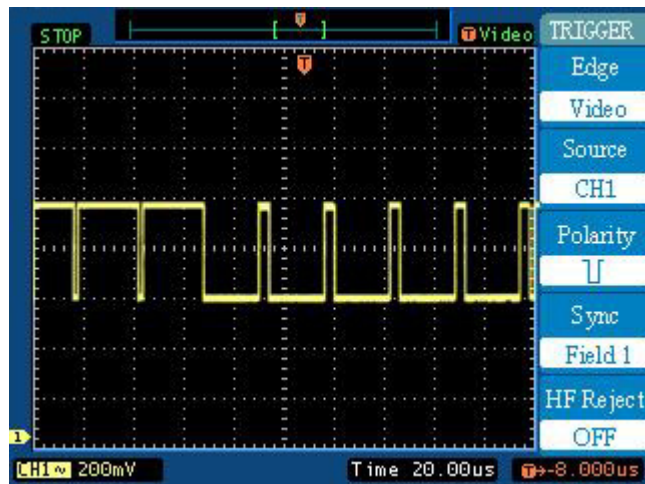 STOP
T
T Video
TRIGGER
T
Edge
Video
Source
CH1
Polarity
Sync
Field 1
HF Reject
OFF
1
CH1~ 200mV
Time 20.00us
T→-8.000us